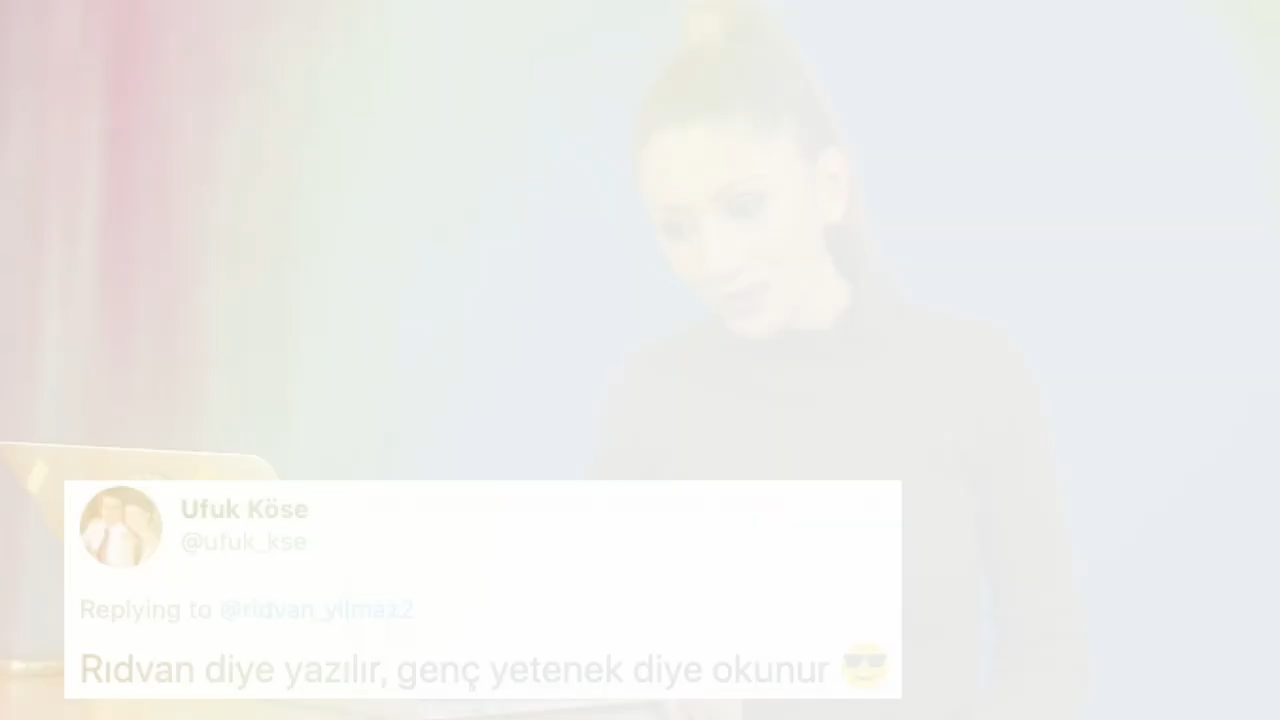 Ufuk Köse
@ufuk_kse
Replying to @ridvan_yilmaz2
Rıdvan diye yazılır, genç yetenek diye okunur 😎